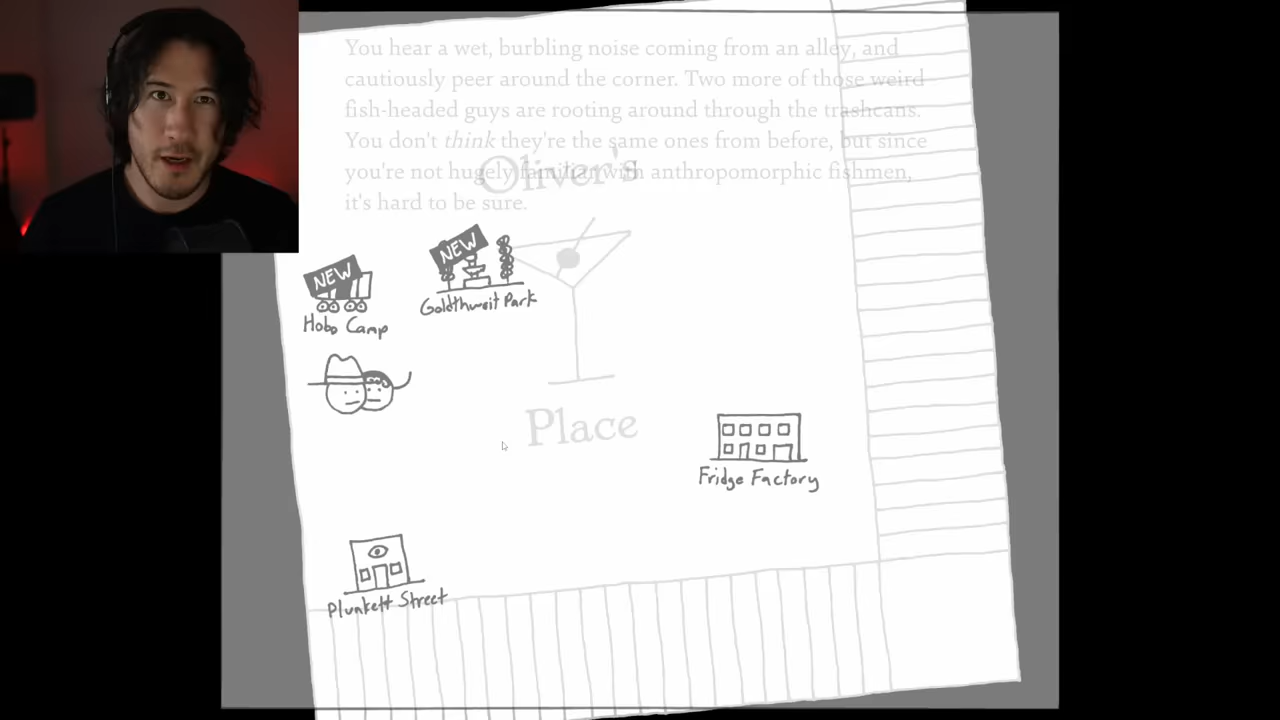 You hear a wet, burbling noise coming from an alley, and
cautiously peer around the corner. Two more of those weird
fish-headed guys are rooting around through the trashcans.
You don't think they're the same ones from before, but since
you're not hugely familiar with anthropomorphic fishmen,
it's hard to be sure.
Oliver's
NEW
Goldthwait Park
NEW
Hobo Camp
Place
Fridge Factory
Plunkett Street